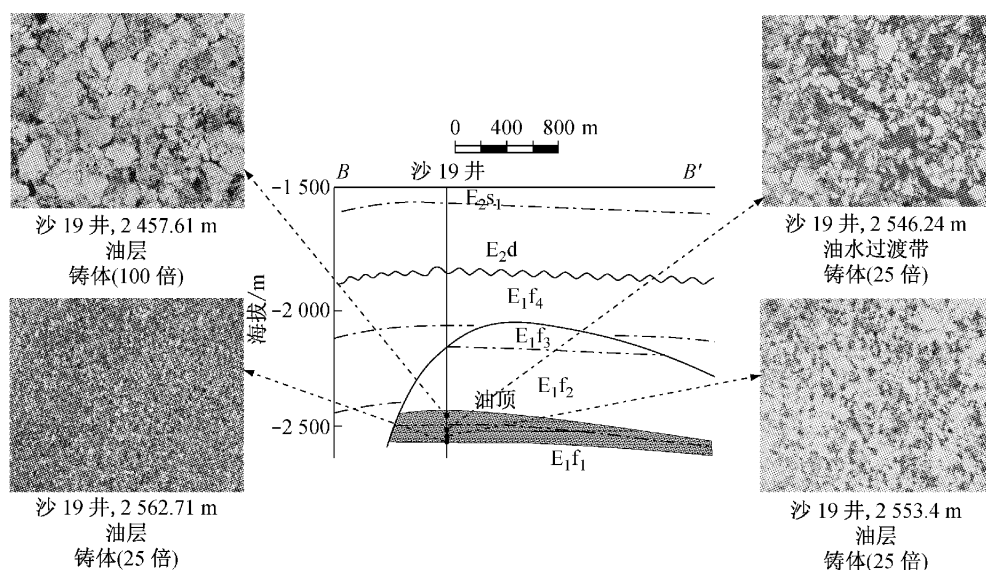 0 400 800 m
B 沙 19 井 B′
-1 500
E₂s₁
E₂d
-2 000
E₁f₄
E₁f₃
E₁f₂
油顶
-2 500
E₁f₁
海拔/m
沙 19 井, 2 457.61 m
油层
铸体(100 倍)
沙 19 井, 2 546.24 m
油水过渡带
铸体(25 倍)
沙 19 井, 2 562.71 m
油层
铸体(25 倍)
沙 19 井, 2 553.4 m
油层
铸体(25 倍)